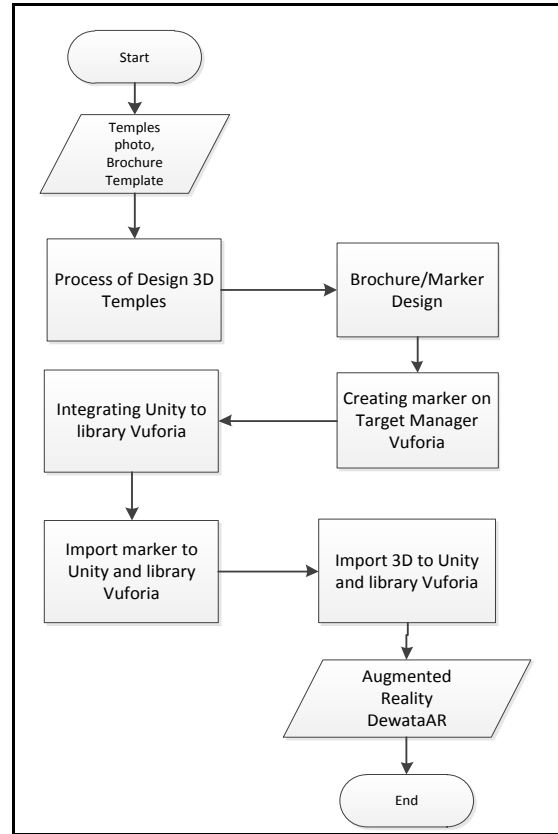 Start
Temples
photo,
Brochure
Template
Process of Design 3D
Temples
Brochure/Marker
Design
Creating marker on
Target Manager
Vuforia
Integrating Unity to
library Vuforia
Import marker to
Unity and library
Vuforia
Import 3D to Unity
and library Vuforia
Augmented
Reality
DewataAR
End